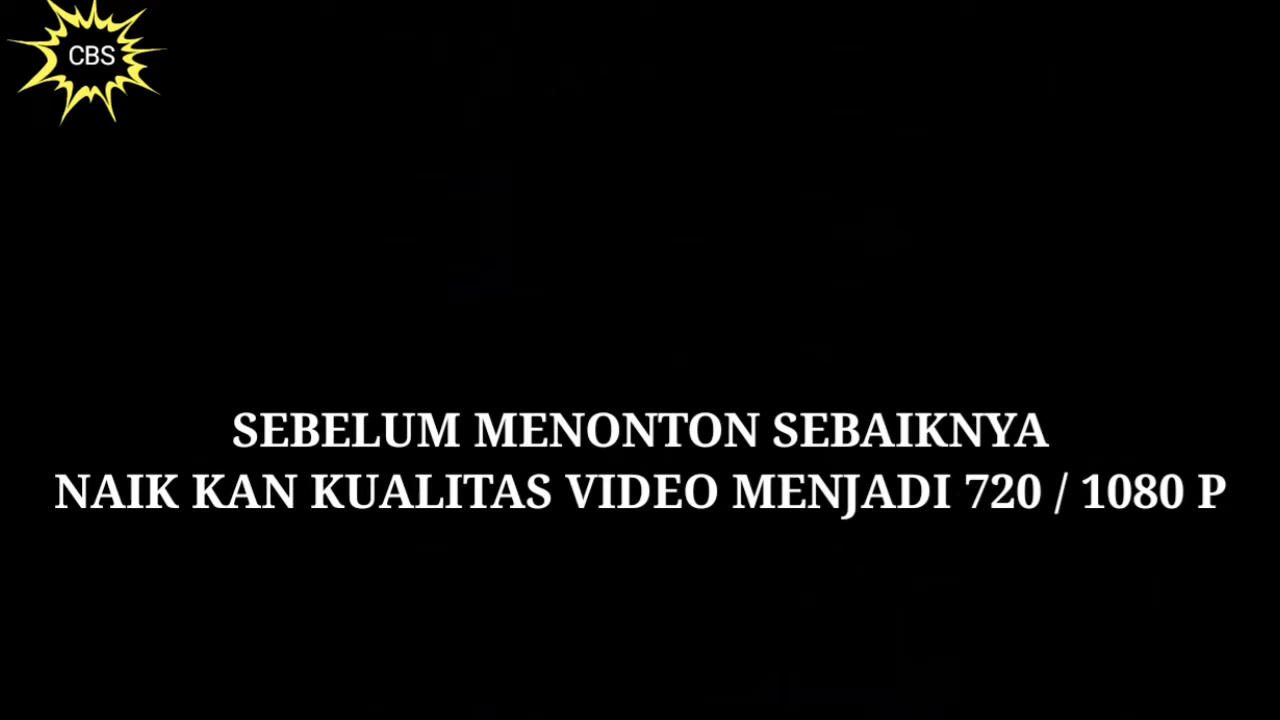 CBS
SEBELUM MENONTON SEBAIKNYA
NAIK KAN KUALITAS VIDEO MENJADI 720 / 1080 P